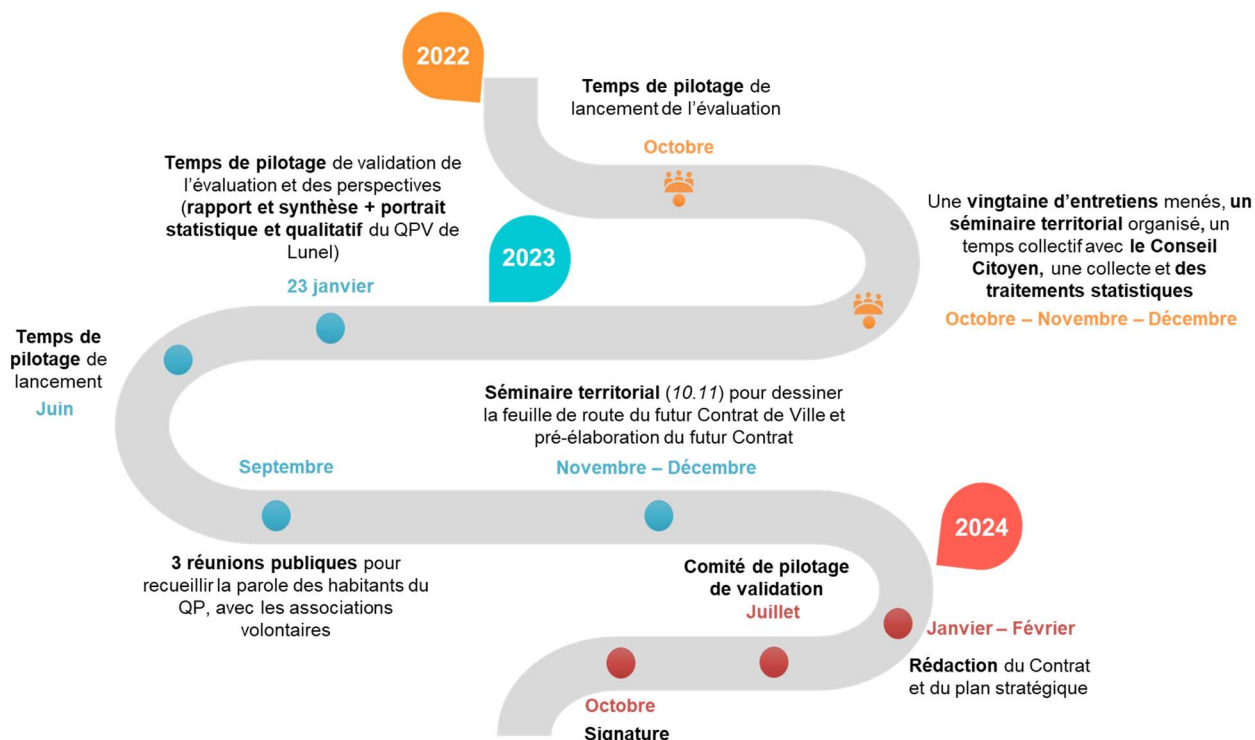 2022
Temps de pilotage de
lancement de l'évaluation
Octobre
Une vingtaine d'entretiens menés, un
séminaire territorial organisé, un
temps collectif avec le Conseil
Citoyen, une collecte et des
traitements statistiques
Octobre – Novembre – Décembre
2023
Temps de pilotage de validation de
l'évaluation et des perspectives
(rapport et synthèse + portrait
statistique et qualitatif du QPV de
Lunel)
23 janvier
Temps de
pilotage de
lancement
Juin
Septembre
3 réunions publiques pour
recueillir la parole des habitants du
QP, avec les associations
volontaires
Séminaire territorial (10.11) pour dessiner
la feuille de route du futur Contrat de Ville et
pré-élaboration du futur Contrat
Novembre – Décembre
2024
Janvier – Février
Rédaction du Contrat
et du plan stratégique
Comité de pilotage
de validation
Juillet
Octobre
Signature